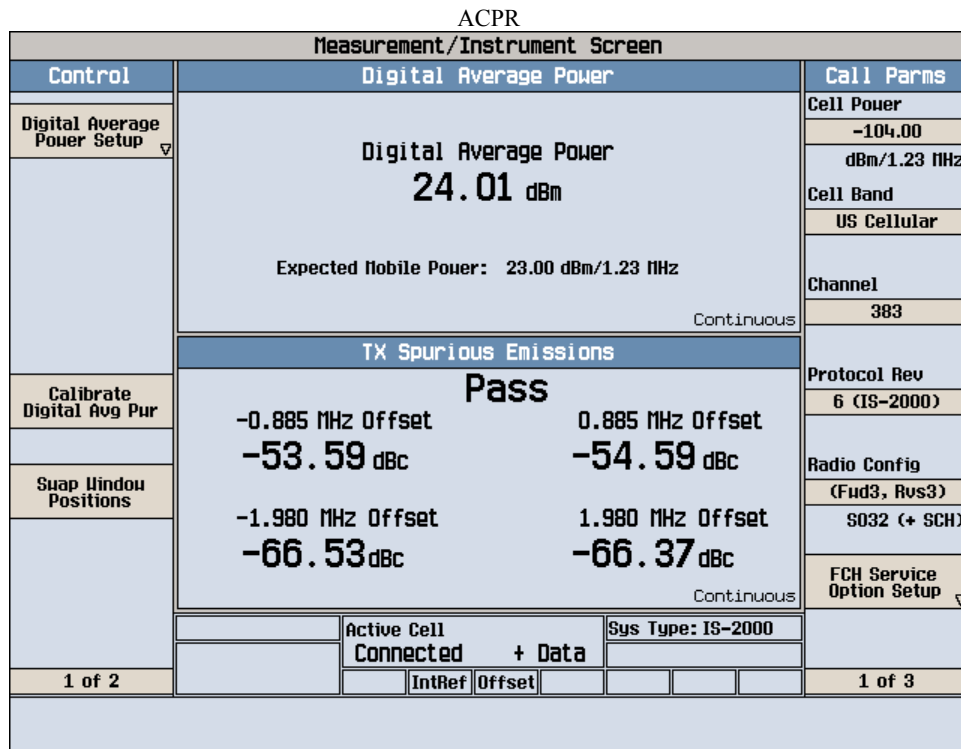 ACPR
Measurement/Instrument Screen
Control
Digital Average
Power Setup
Calibrate
Digital Avg Pwr
Swap Window
Positions
1 of 2
Digital Average Power
Digital Average Power
24.01 dBm
Expected Mobile Power: 23.00 dBm/1.23 MHz
Continuous
TX Spurious Emissions
Pass
-0.885 MHz Offset 0.885 MHz Offset
-53.59 dBc -54.59 dBc
-1.980 MHz Offset 1.980 MHz Offset
-66.53 dBc -66.37 dBc
Continuous
Active Cell
Connected + Data
Sys Type: IS-2000
IntRef Offset
Call Parms
Cell Power
-104.00
dBm/1.23 MHz
Cell Band
US Cellular
Channel
383
Protocol Rev
6 (IS-2000)
Radio Config
(Fwd3, Rvs3)
SO32 (+ SCH)
FCH Service
Option Setup
1 of 3